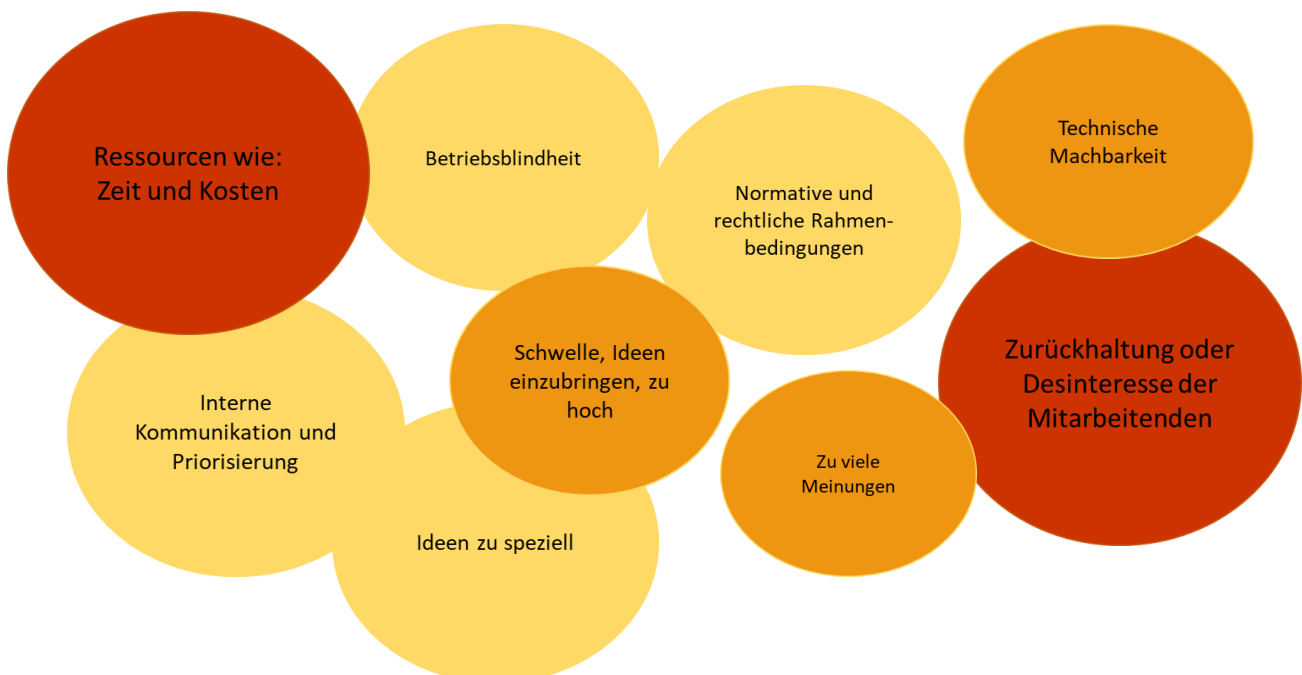 Ressourcen wie:
Zeit und Kosten
Betriebsblindheit
Normative und
rechtliche Rahmen-
bedingungen
Technische
Machbarkeit
Interne
Kommunikation und
Priorisierung
Schwelle, Ideen
einzubringen, zu
hoch
Zurückhaltung oder
Desinteresse der
Mitarbeitenden
Zu viele
Meinungen
Ideen zu speziell